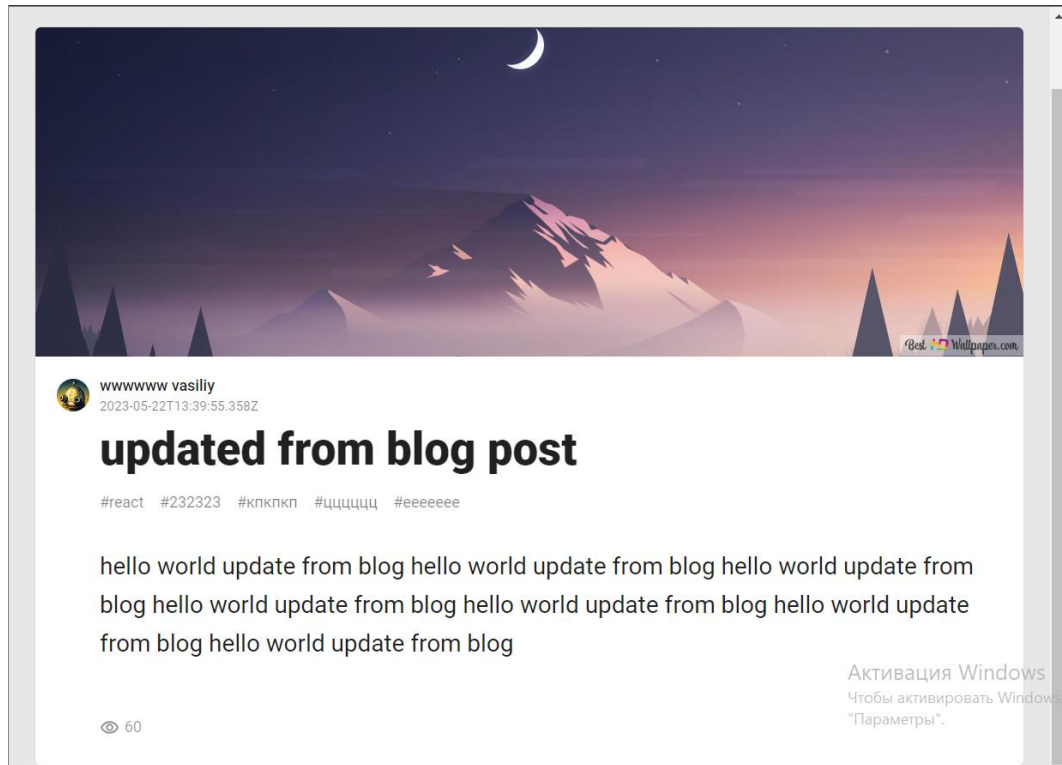 Best HD Wallpaper.com
wwwwww vasiliy
2023-05-22T13:39:55.358Z
updated from blog post
#react #232323 #кпкпкп #цццццц #eeeeeee
hello world update from blog hello world update from blog hello world update from
blog hello world update from blog hello world update from blog hello world update
from blog hello world update from blog
Активация Windows
Чтобы активировать Windows
"Параметры".
60